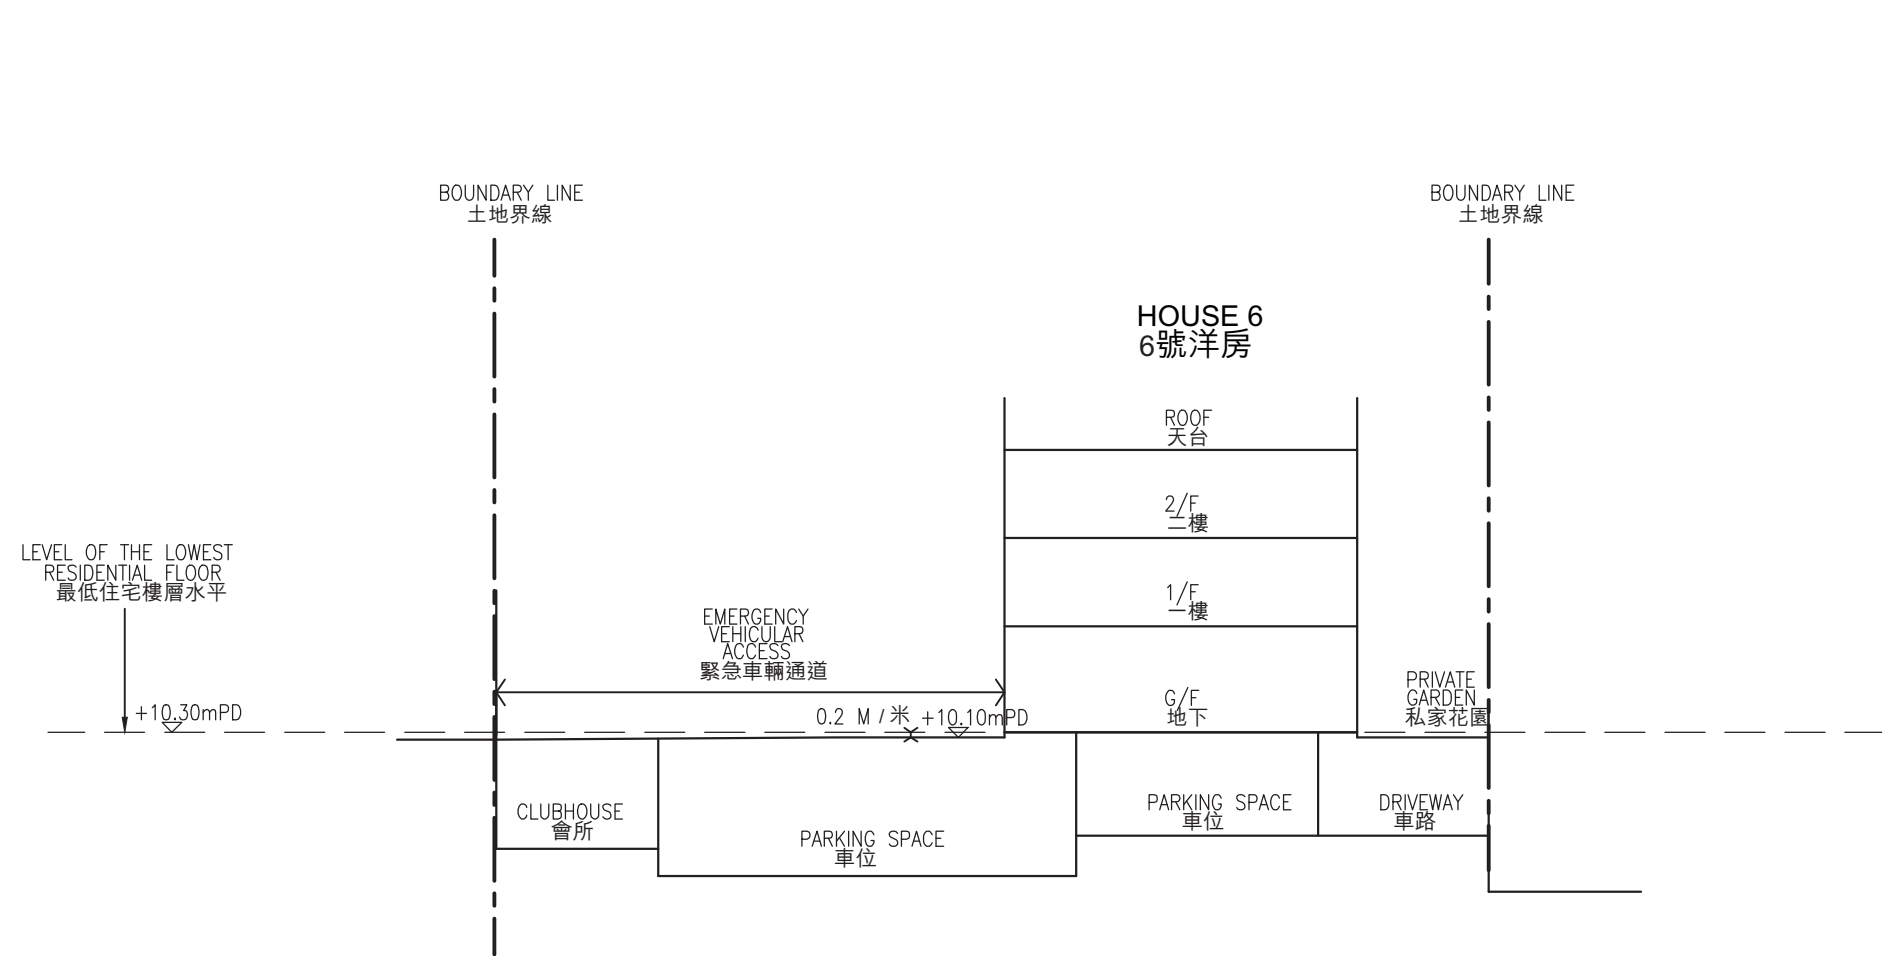 BOUNDARY LINE
土地界線
BOUNDARY LINE
土地界線
HOUSE 6
6號洋房
ROOF
天台
2/F
二樓
LEVEL OF THE LOWEST
RESIDENTIAL FLOOR
最低住宅樓層水平
1/F
一樓
EMERGENCY
VEHICULAR
ACCESS
緊急車輛通道
PRIVATE
GARDEN
私家花園
G/F
地下
+10.30mPD
0.2 M / 米
+10.10mPD
CLUBHOUSE
會所
PARKING SPACE
車位
PARKING SPACE
車位
DRIVEWAY
車路